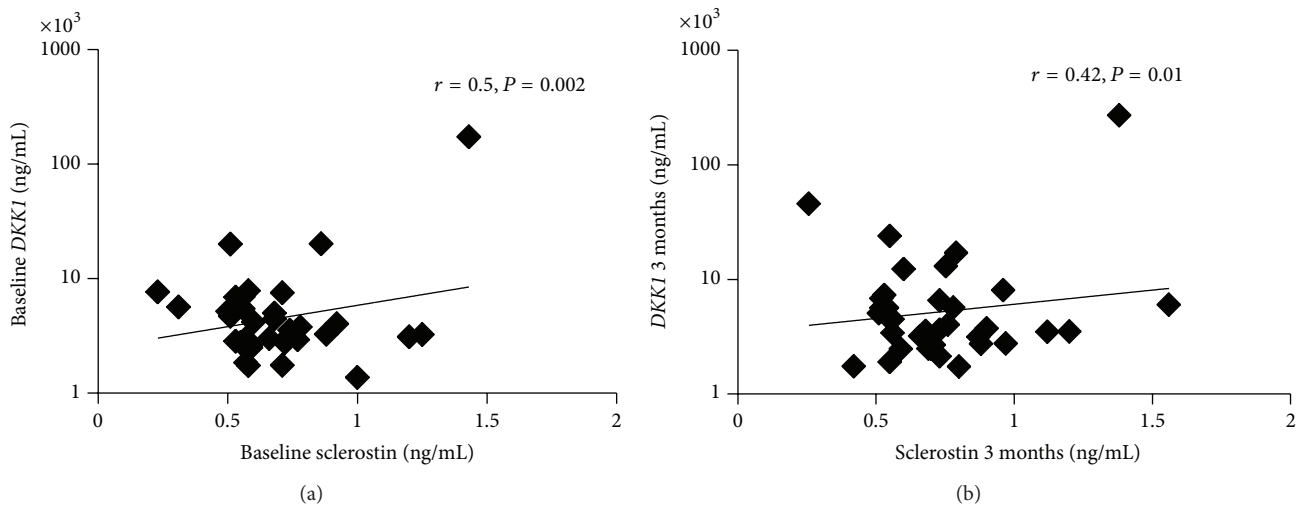 ×10³
1000
100
10
1
0
0.5
1
1.5
2
Baseline DKK1 (ng/mL)
Baseline sclerostin (ng/mL)
r = 0.5, P = 0.002
(a)
×10³
1000
100
10
1
0
0.5
1
1.5
2
DKK1 3 months (ng/mL)
Sclerostin 3 months (ng/mL)
r = 0.42, P = 0.01
(b)